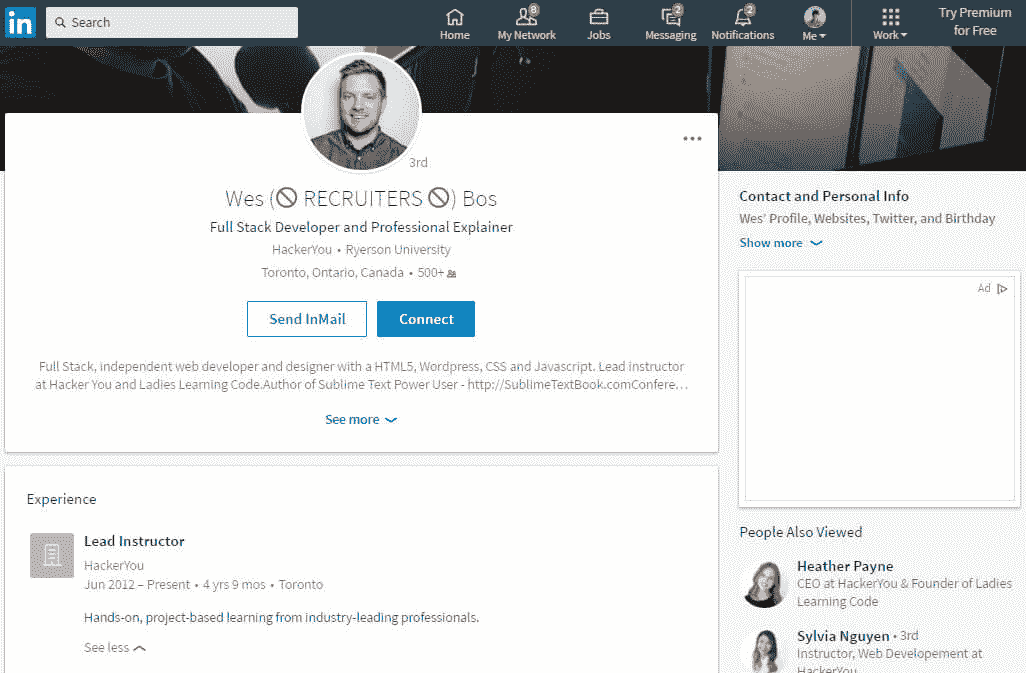 in
Search
Home
8
My Network
Jobs
2
Messaging
2
Notifications
Me
Work
Try Premium
for Free
3rd
Wes (🚫 RECRUITERS 🚫) Bos
Full Stack Developer and Professional Explainer
HackerYou • Ryerson University
Toronto, Ontario, Canada • 500+
Send InMail
Connect
Full Stack, independent web developer and designer with a HTML5, Wordpress, CSS and Javascript. Lead instructor
at Hacker You and Ladies Learning Code.Author of Sublime Text Power User - http://SublimeTextBook.comConfere…
See more
Experience
Lead Instructor
HackerYou
Jun 2012 – Present • 4 yrs 9 mos • Toronto
Hands-on, project-based learning from industry-leading professionals.
See less
Contact and Personal Info
Wes' Profile, Websites, Twitter, and Birthday
Show more
Ad
People Also Viewed
Heather Payne
CEO at HackerYou & Founder of Ladies
Learning Code
Sylvia Nguyen • 3rd
Instructor, Web Developement at
HackerYou